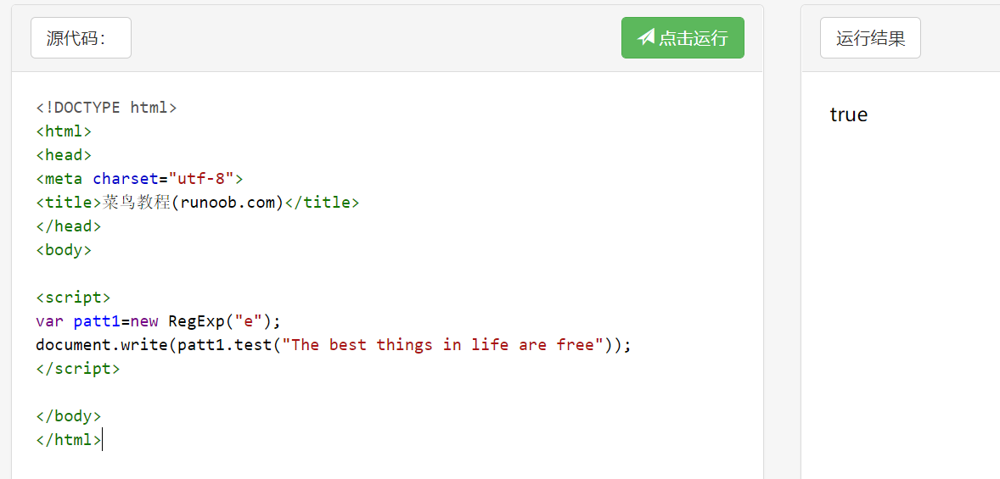 源代码：
点击运行
运行结果
<!DOCTYPE html>
<html>
<head>
<meta charset="utf-8">
<title>菜鸟教程(runoob.com)</title>
</head>
<body>
<script>
var patt1=new RegExp("e");
document.write(patt1.test("The best things in life are free"));
</script>
</body>
</html>
true